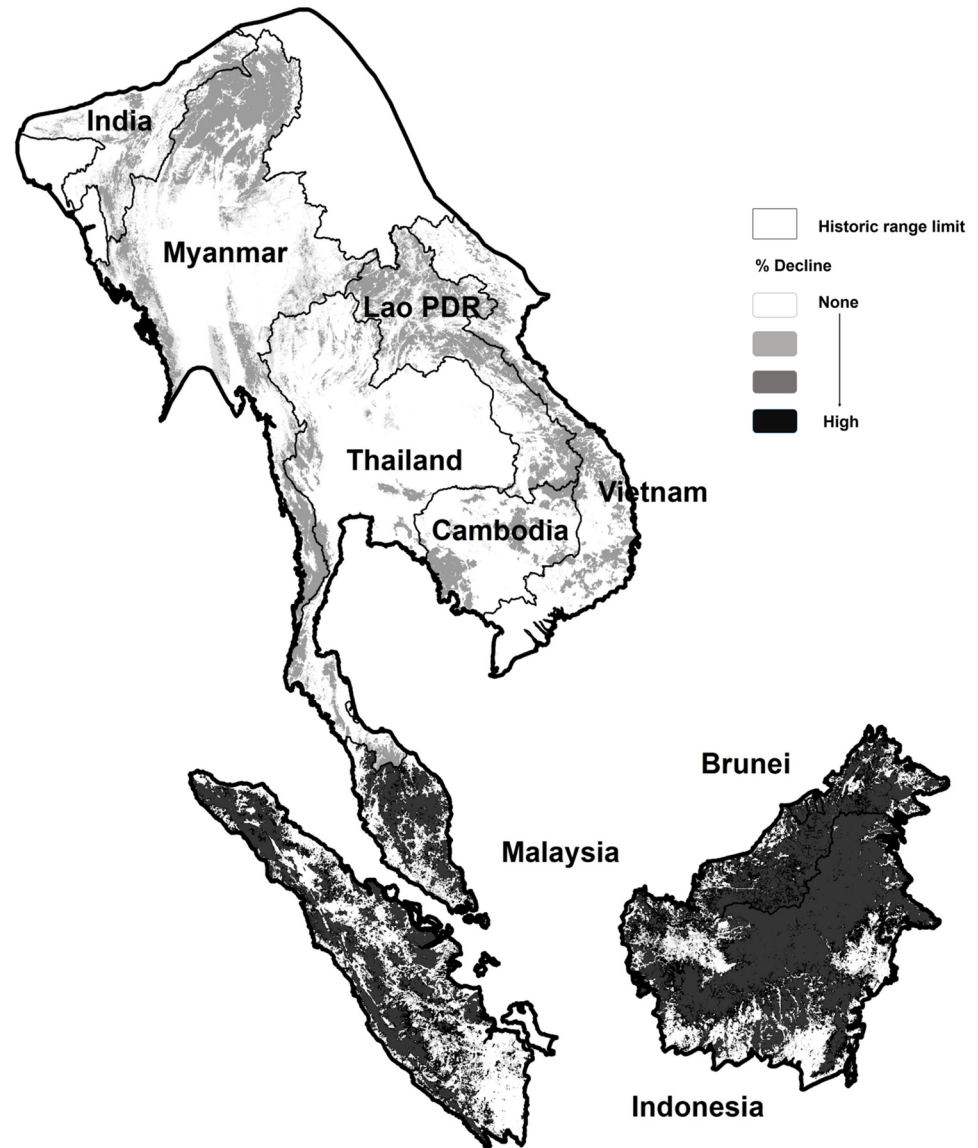 India
Myanmar
Historic range limit
% Decline
None
Lao PDR
High
Thailand
Vietnam
Cambodia
Brunei
Malaysia
Indonesia